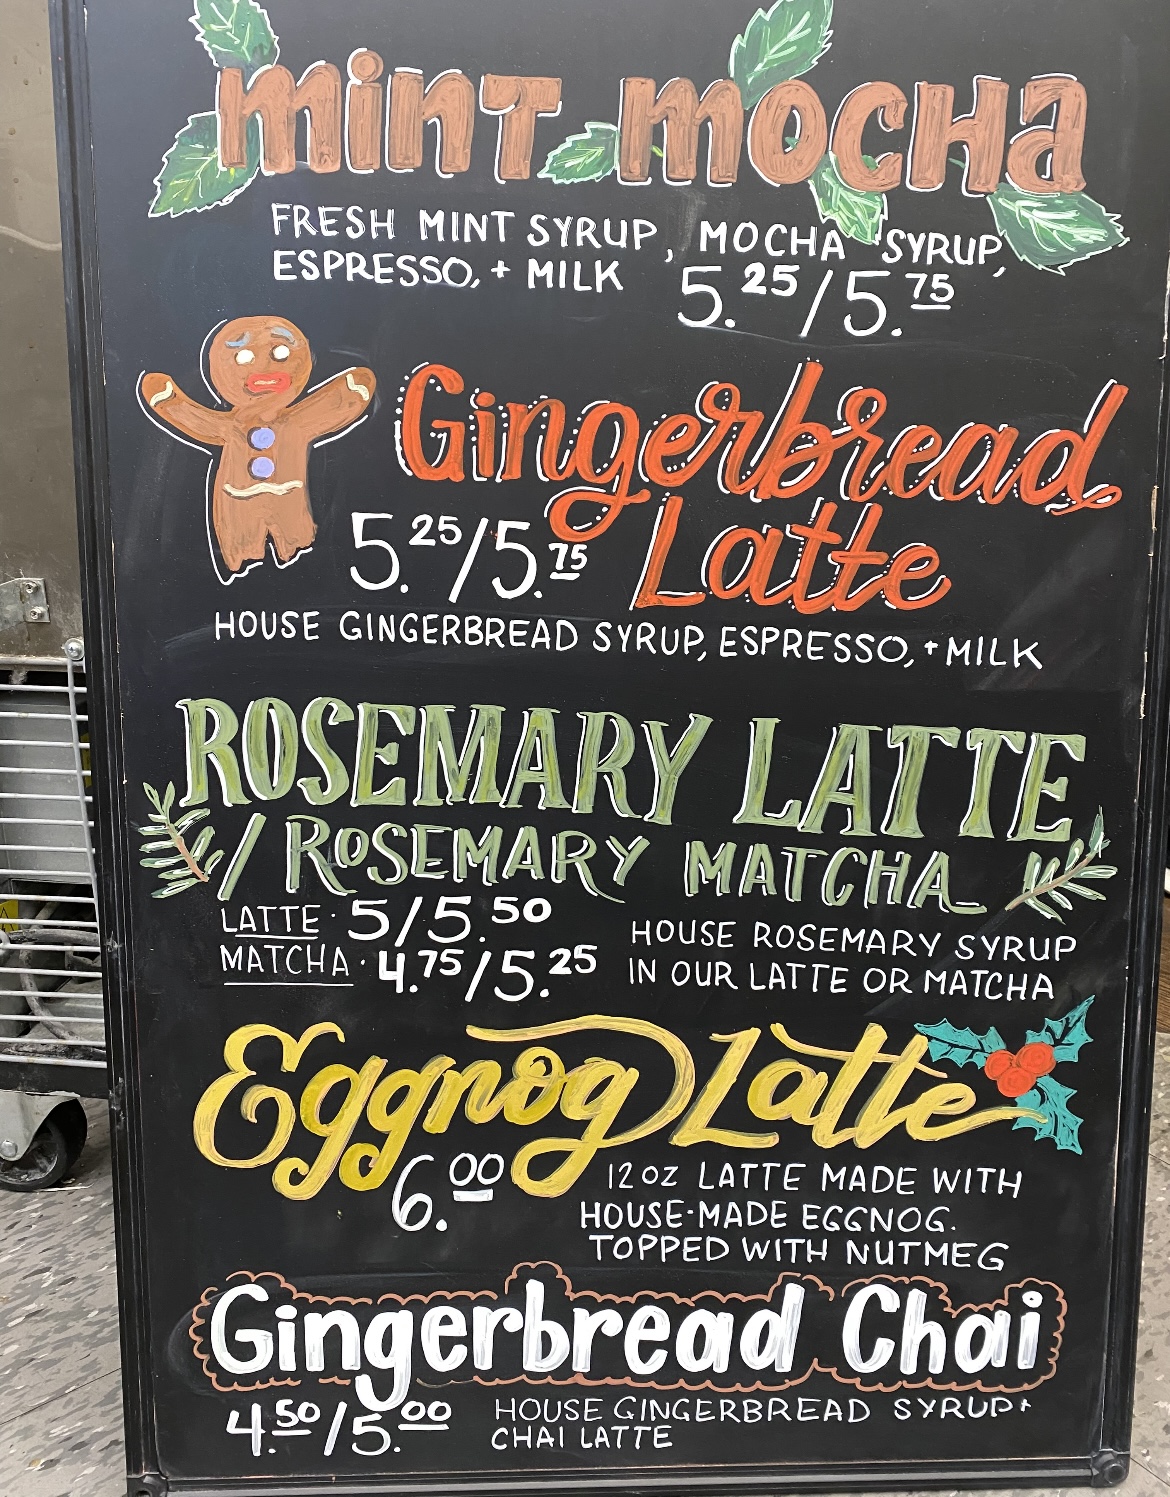 mint mocha
FRESH MINT SYRUP, MOCHA SYRUP,
ESPRESSO, + MILK 5.25/5.75
Gingerbread
5.25/5.75 Latte
HOUSE GINGERBREAD SYRUP, ESPRESSO, + MILK
ROSEMARY LATTE
/ ROSEMARY MATCHA
LATTE · 5/5.50 HOUSE ROSEMARY SYRUP
MATCHA · 4.75/5.25 IN OUR LATTE OR MATCHA
Eggnog Latte
6.00 12 OZ LATTE MADE WITH
HOUSE-MADE EGGNOG.
TOPPED WITH NUTMEG
Gingerbread Chai
4.50/5.00 HOUSE GINGERBREAD SYRUP +
CHAI LATTE